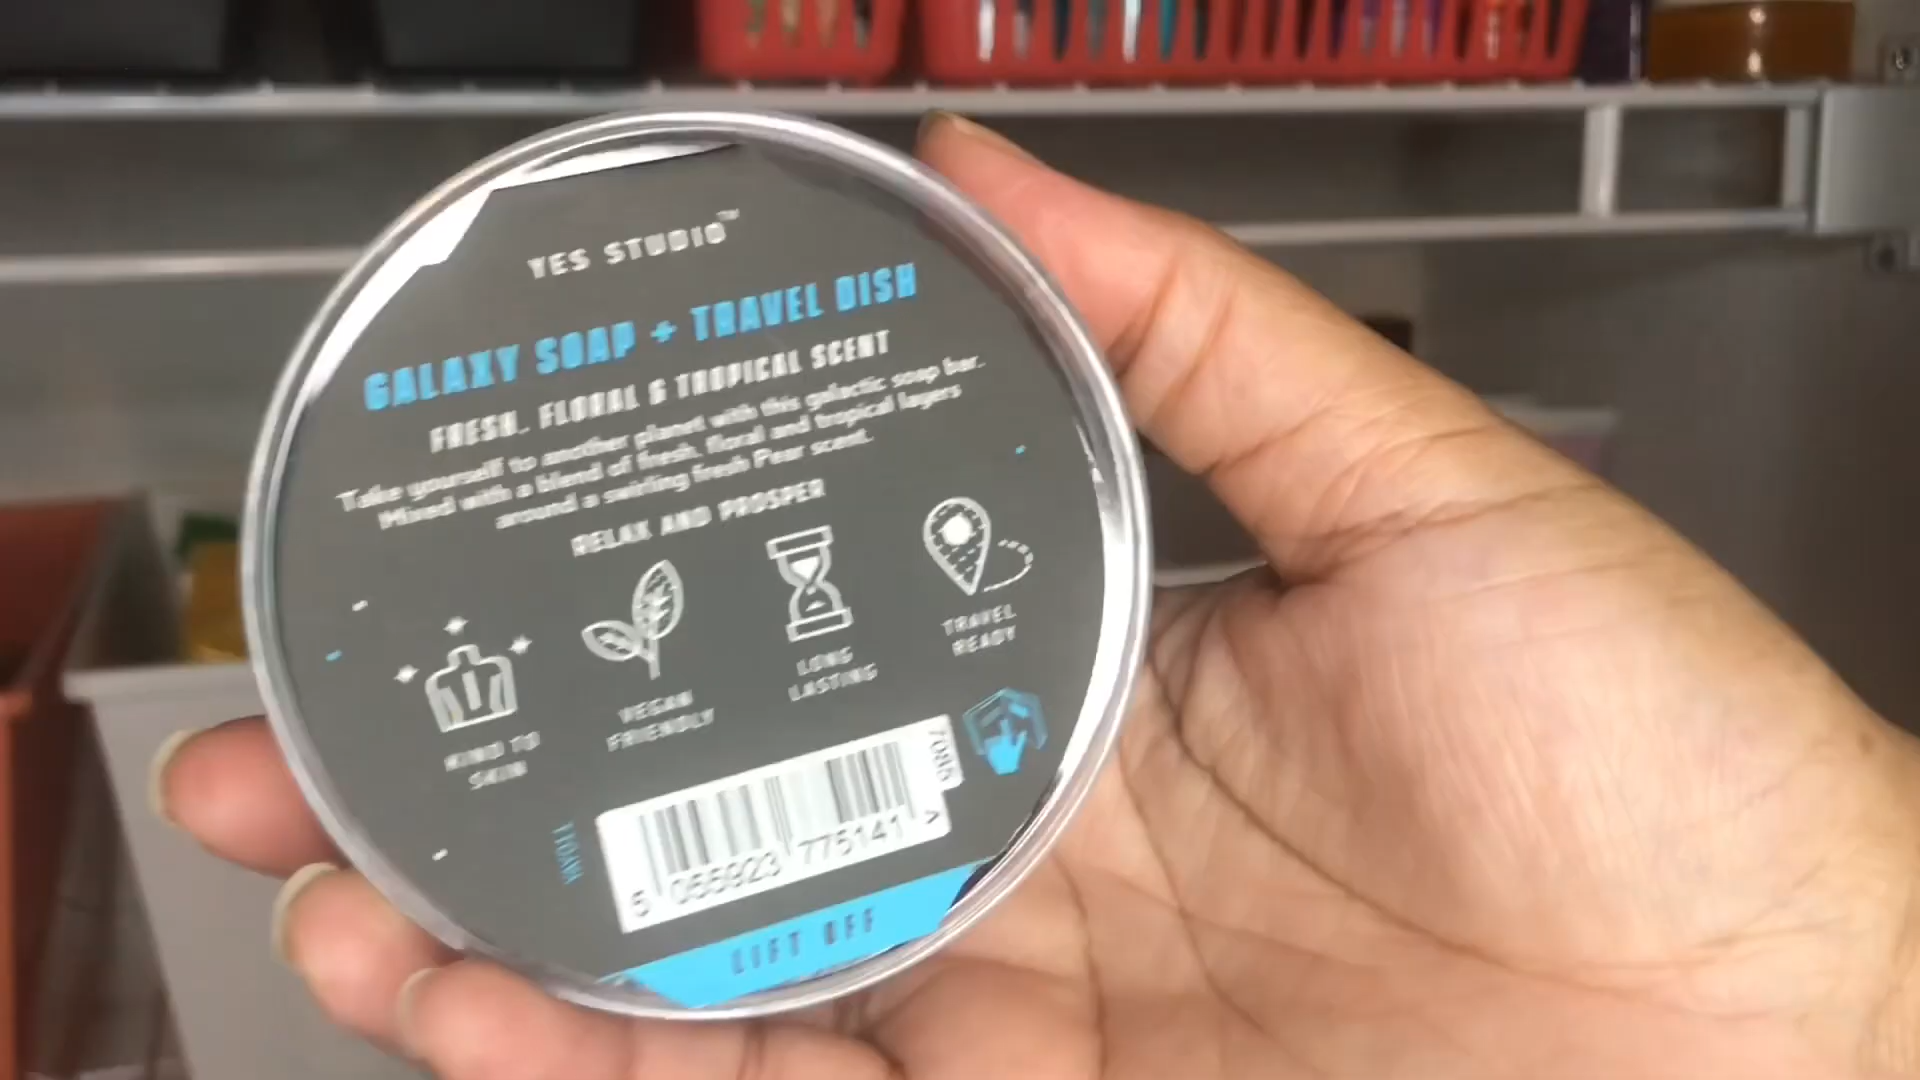 YES STUDIO™
GALAXY SOAP + TRAVEL DISH
FRESH, FLORAL & TROPICAL SCENT
Take yourself to another planet with this galactic soap bar.
Mixed with a blend of fresh, floral and tropical layers
around a swirling fresh Pear scent.
RELAX AND PROSPER
KIND TO
SKIN
VEGAN
FRIENDLY
LONG
LASTING
TRAVEL
READY
5 055923 775141 >
LIFT OFF